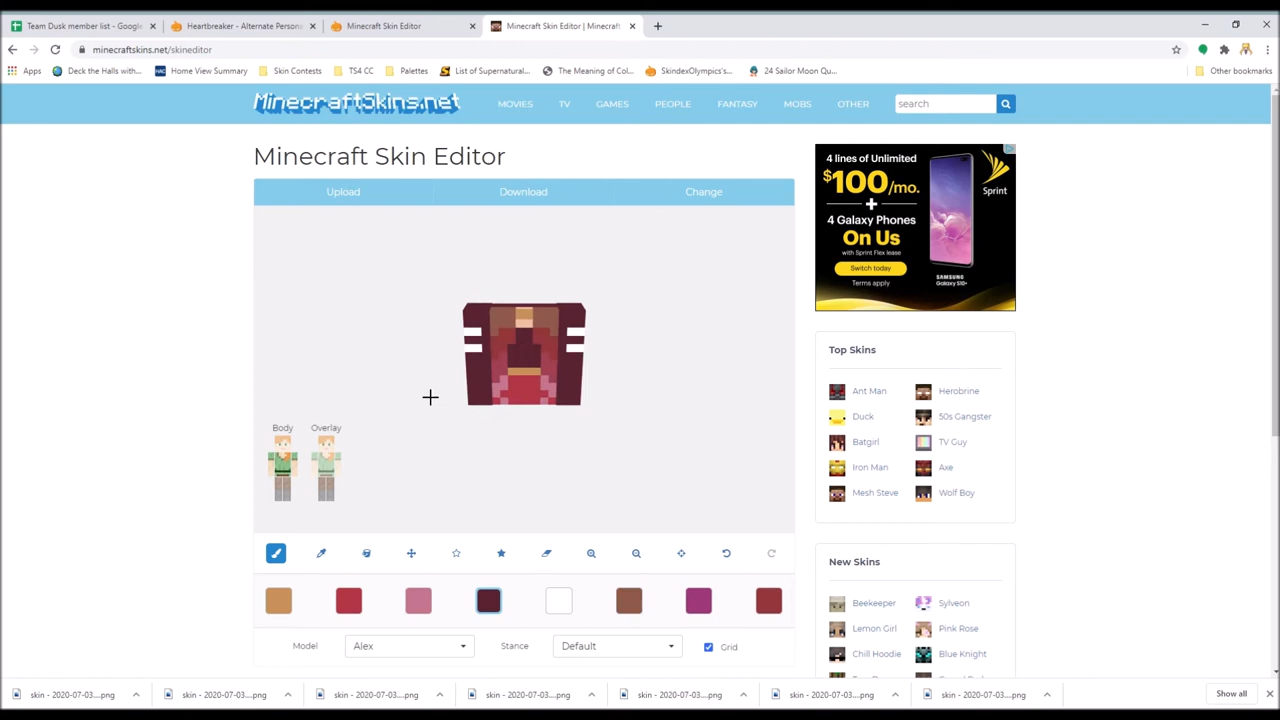 Team Dusk member list - Google
Heartbreaker - Alternate Persona
Minecraft Skin Editor
Minecraft Skin Editor | Minecraft
minecraftskins.net/skineditor
Apps
Deck the Halls with...
Home View Summary
Skin Contests
TS4 CC
Palettes
List of Supernatural...
The Meaning of Col...
SkindexOlympics's...
24 Sailor Moon Qu...
Other bookmarks
MinecraftSkins.net
MOVIES
TV
GAMES
PEOPLE
FANTASY
MOBS
OTHER
search
Minecraft Skin Editor
Upload
Download
Change
4 lines of Unlimited
$100/mo.
+
4 Galaxy Phones
On Us
with Sprint Flex lease
Switch today
Terms apply
Sprint
SAMSUNG
Galaxy S10+
Body
Overlay
Top Skins
Ant Man
Herobrine
Duck
50s Gangster
Batgirl
TV Guy
Iron Man
Axe
Mesh Steve
Wolf Boy
New Skins
Beekeeper
Sylveon
Lemon Girl
Pink Rose
Chill Hoodie
Blue Knight
Model
Alex
Stance
Default
Grid
skin - 2020-07-03....png
skin - 2020-07-03....png
skin - 2020-07-03....png
skin - 2020-07-03....png
skin - 2020-07-03....png
skin - 2020-07-03....png
skin - 2020-07-03....png
Show all